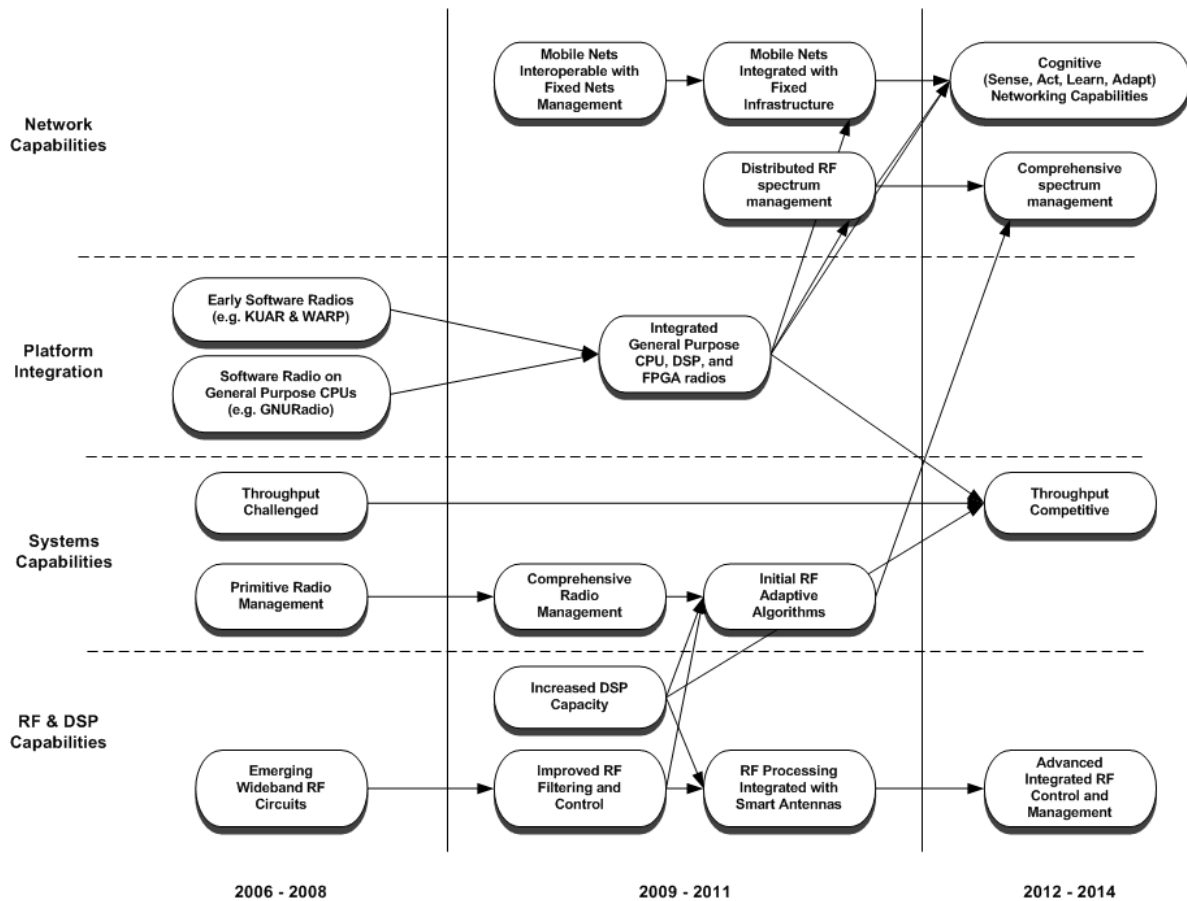 Network
Capabilities
Mobile Nets
Interoperable with
Fixed Nets
Management
Mobile Nets
Integrated with
Fixed
Infrastructure
Cognitive
(Sense, Act, Learn, Adapt)
Networking Capabilities
Distributed RF
spectrum
management
Comprehensive
spectrum
management
Platform
Integration
Early Software Radios
(e.g. KUAR & WARP)
Software Radio on
General Purpose CPUs
(e.g. GNURadio)
Integrated
General Purpose
CPU, DSP, and
FPGA radios
Systems
Capabilities
Throughput
Challenged
Throughput
Competitive
Primitive Radio
Management
Comprehensive
Radio
Management
Initial RF
Adaptive
Algorithms
RF & DSP
Capabilities
Increased DSP
Capacity
Emerging
Wideband RF
Circuits
Improved RF
Filtering and
Control
RF Processing
Integrated with
Smart Antennas
Advanced
Integrated RF
Control and
Management
2006 - 2008
2009 - 2011
2012 - 2014